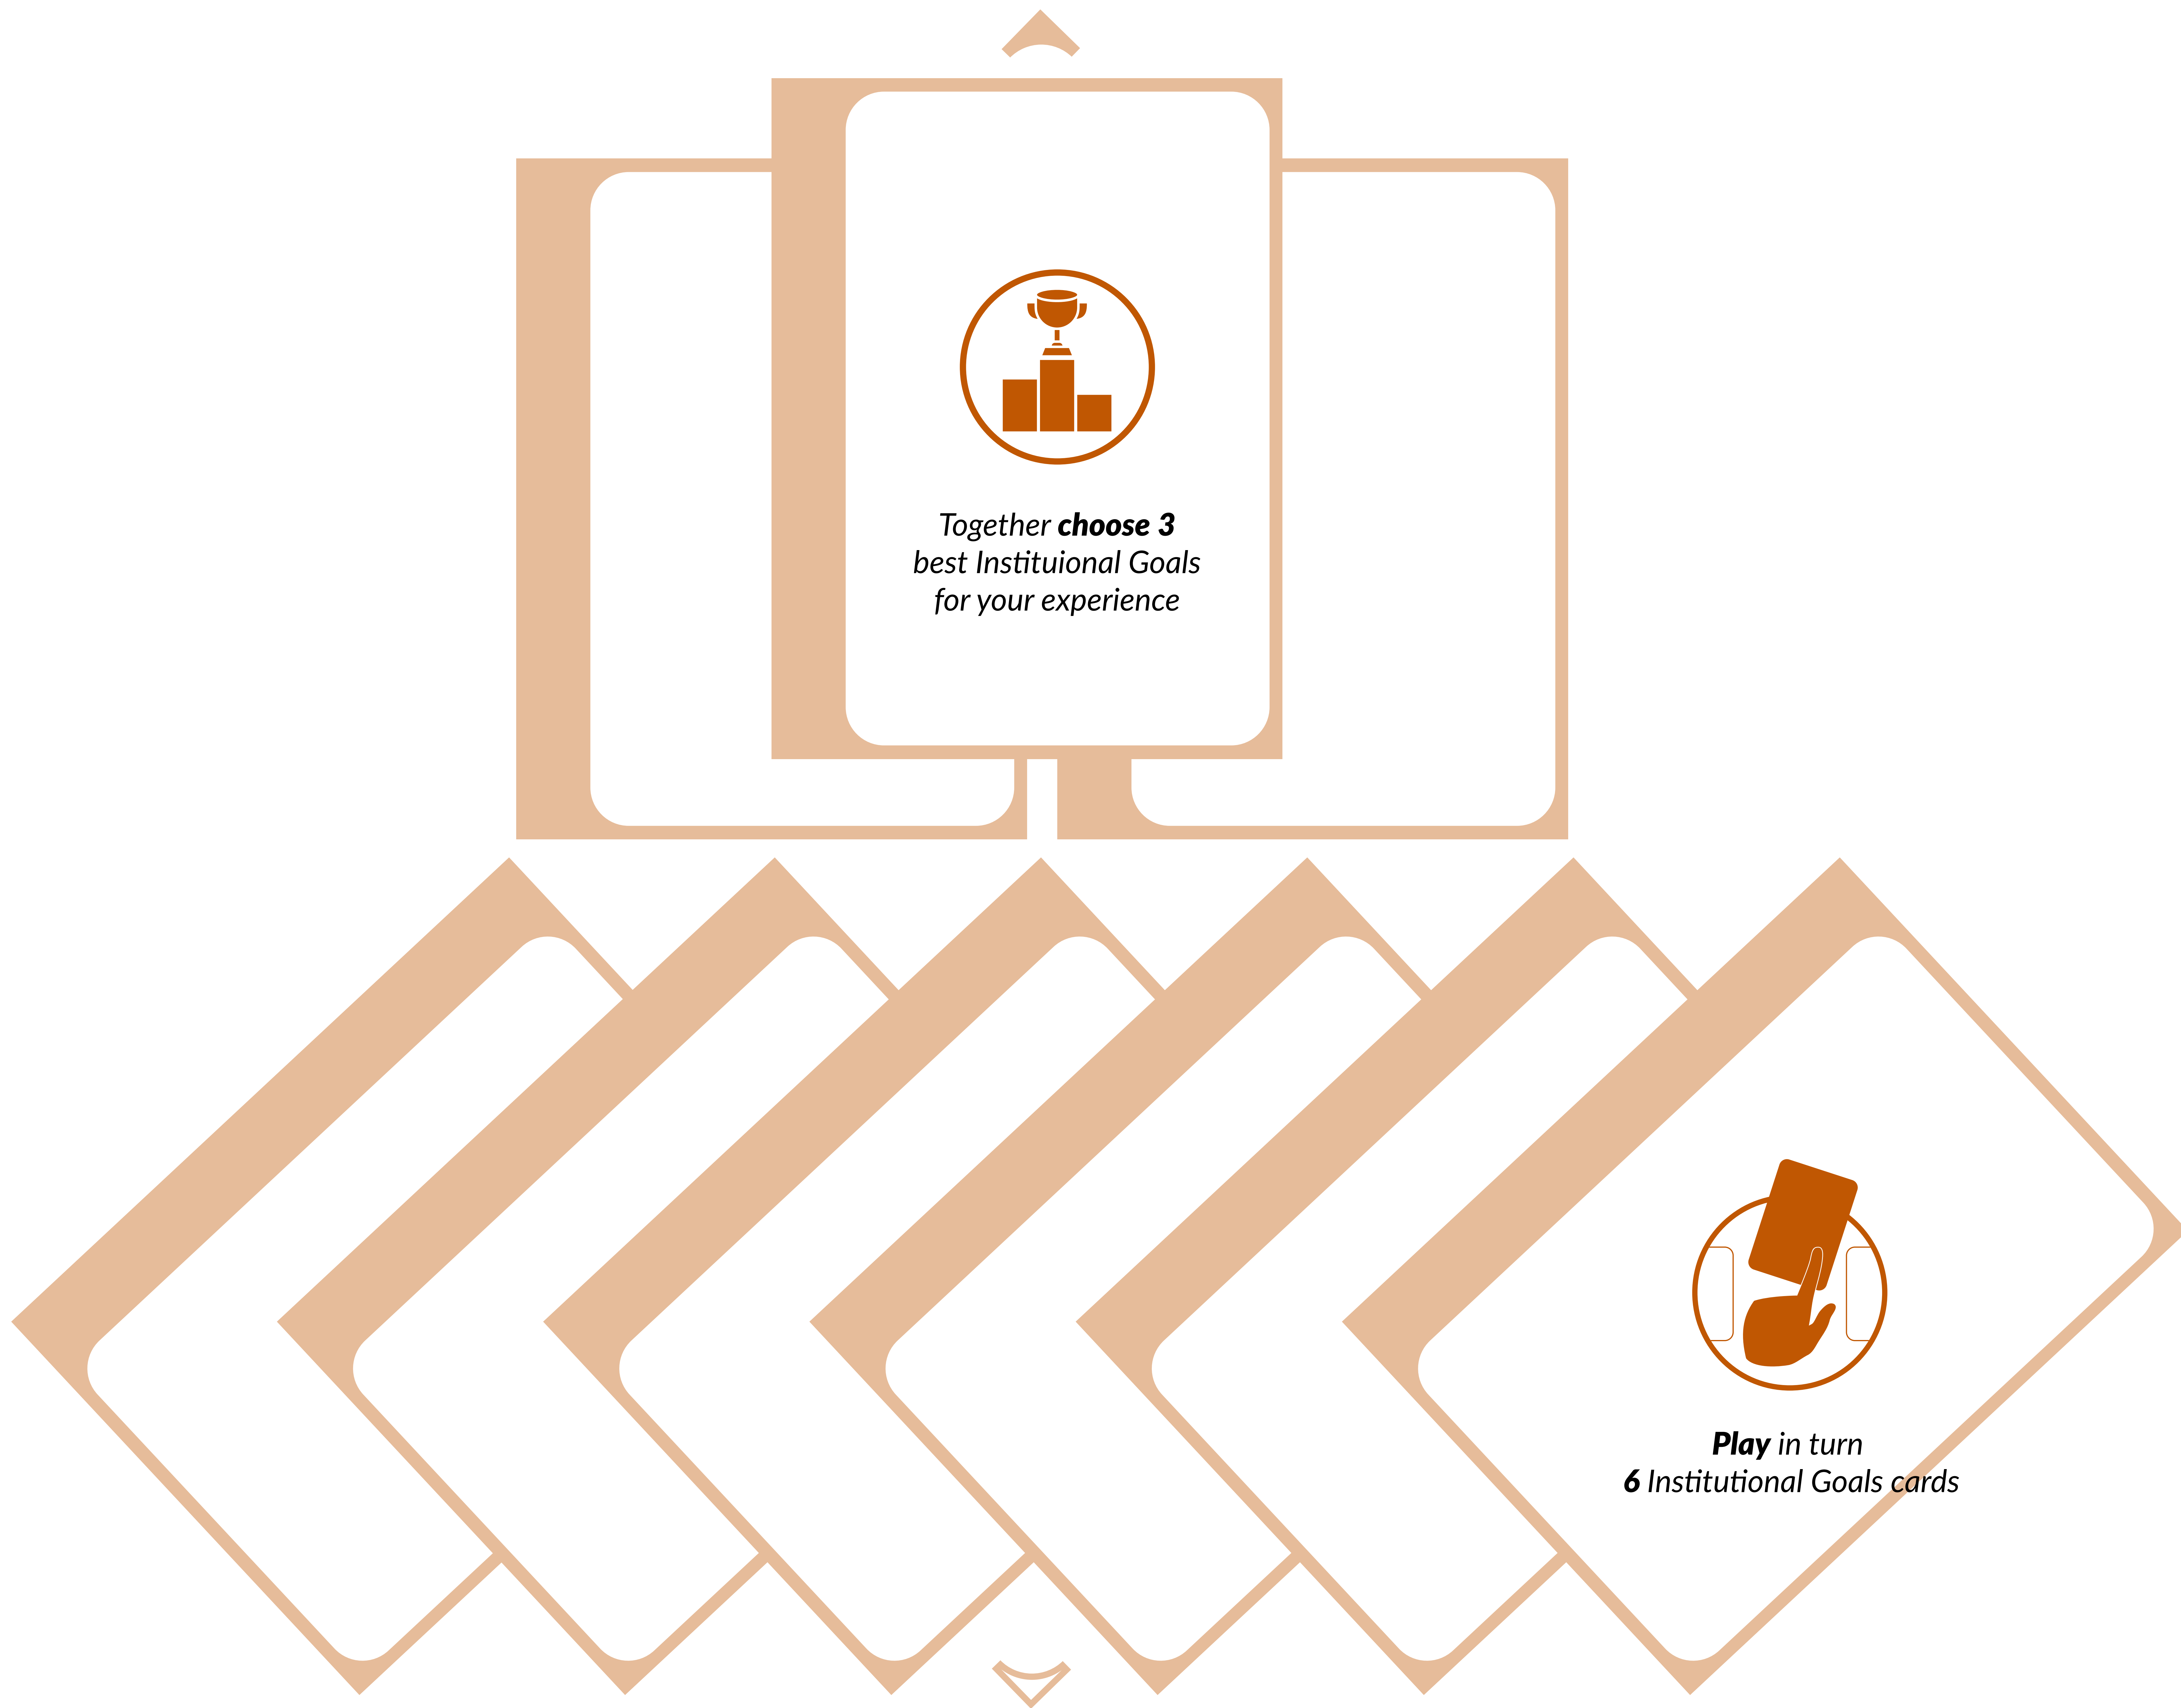 Together choose 3
best Instituional Goals
for your experience
Play in turn
6 Institutional Goals cards